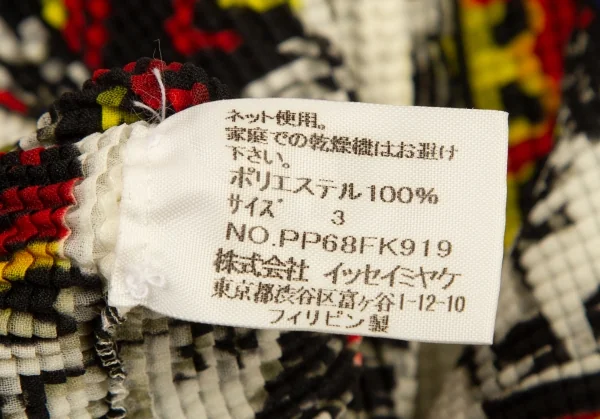 ネット使用。
家庭での乾燥機はお避け
下さい。
ポリエステル100%
サイズ 3
NO.PP68FK919
株式会社 イッセイミヤケ
東京都渋谷区富ヶ谷1-12-10
フィリピン製